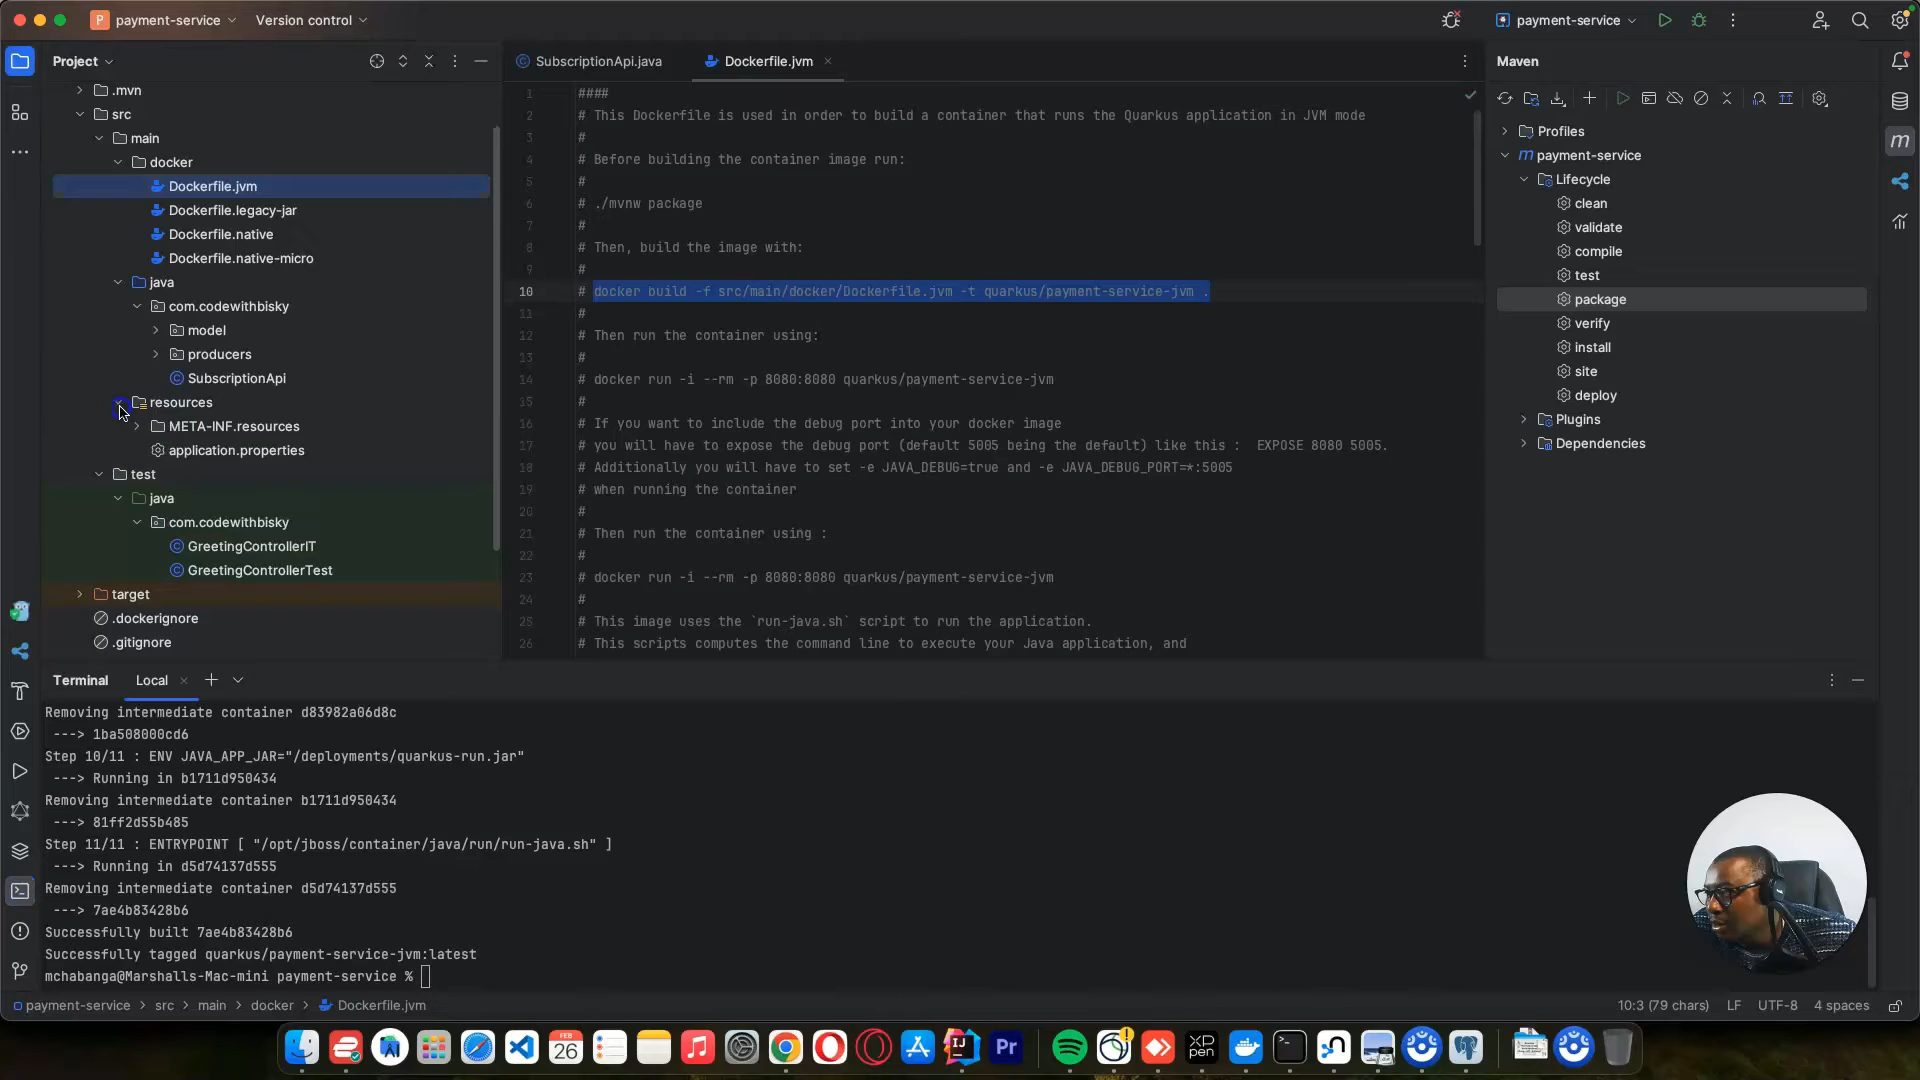 P payment-service
Version control
payment-service
Project
.mvn
src
main
docker
Dockerfile.jvm
Dockerfile.legacy-jar
Dockerfile.native
Dockerfile.native-micro
java
com.codewithbisky
model
producers
SubscriptionApi
resources
META-INF.resources
application.properties
test
java
com.codewithbisky
GreetingControllerIT
GreetingControllerTest
target
.dockerignore
.gitignore
SubscriptionApi.java
Dockerfile.jvm
1 ####
2 # This Dockerfile is used in order to build a container that runs the Quarkus application in JVM mode
3 #
4 # Before building the container image run:
5 #
6 # ./mvnw package
7 #
8 # Then, build the image with:
9 #
10 # docker build -f src/main/docker/Dockerfile.jvm -t quarkus/payment-service-jvm .
11 #
12 # Then run the container using:
13 #
14 # docker run -i --rm -p 8080:8080 quarkus/payment-service-jvm
15 #
16 # If you want to include the debug port into your docker image
17 # you will have to expose the debug port (default 5005 being the default) like this :  EXPOSE 8080 5005.
18 # Additionally you will have to set -e JAVA_DEBUG=true and -e JAVA_DEBUG_PORT=*:5005
19 # when running the container
20 #
21 # Then run the container using :
22 #
23 # docker run -i --rm -p 8080:8080 quarkus/payment-service-jvm
24 #
25 # This image uses the `run-java.sh` script to run the application.
26 # This scripts computes the command line to execute your Java application, and
Maven
Profiles
m payment-service
Lifecycle
clean
validate
compile
test
package
verify
install
site
deploy
Plugins
Dependencies
m
Terminal
Local
Removing intermediate container d83982a06d8c
---> 1ba508000cd6
Step 10/11 : ENV JAVA_APP_JAR="/deployments/quarkus-run.jar"
---> Running in b1711d950434
Removing intermediate container b1711d950434
---> 81ff2d55b485
Step 11/11 : ENTRYPOINT [ "/opt/jboss/container/java/run/run-java.sh" ]
---> Running in d5d74137d555
Removing intermediate container d5d74137d555
---> 7ae4b83428b6
Successfully built 7ae4b83428b6
Successfully tagged quarkus/payment-service-jvm:latest
mchabanga@Marshalls-Mac-mini payment-service %
payment-service > src > main > docker > Dockerfile.jvm
10:3 (79 chars)
LF
UTF-8
4 spaces
FEB
26
IJ
Pr
XP
PEN